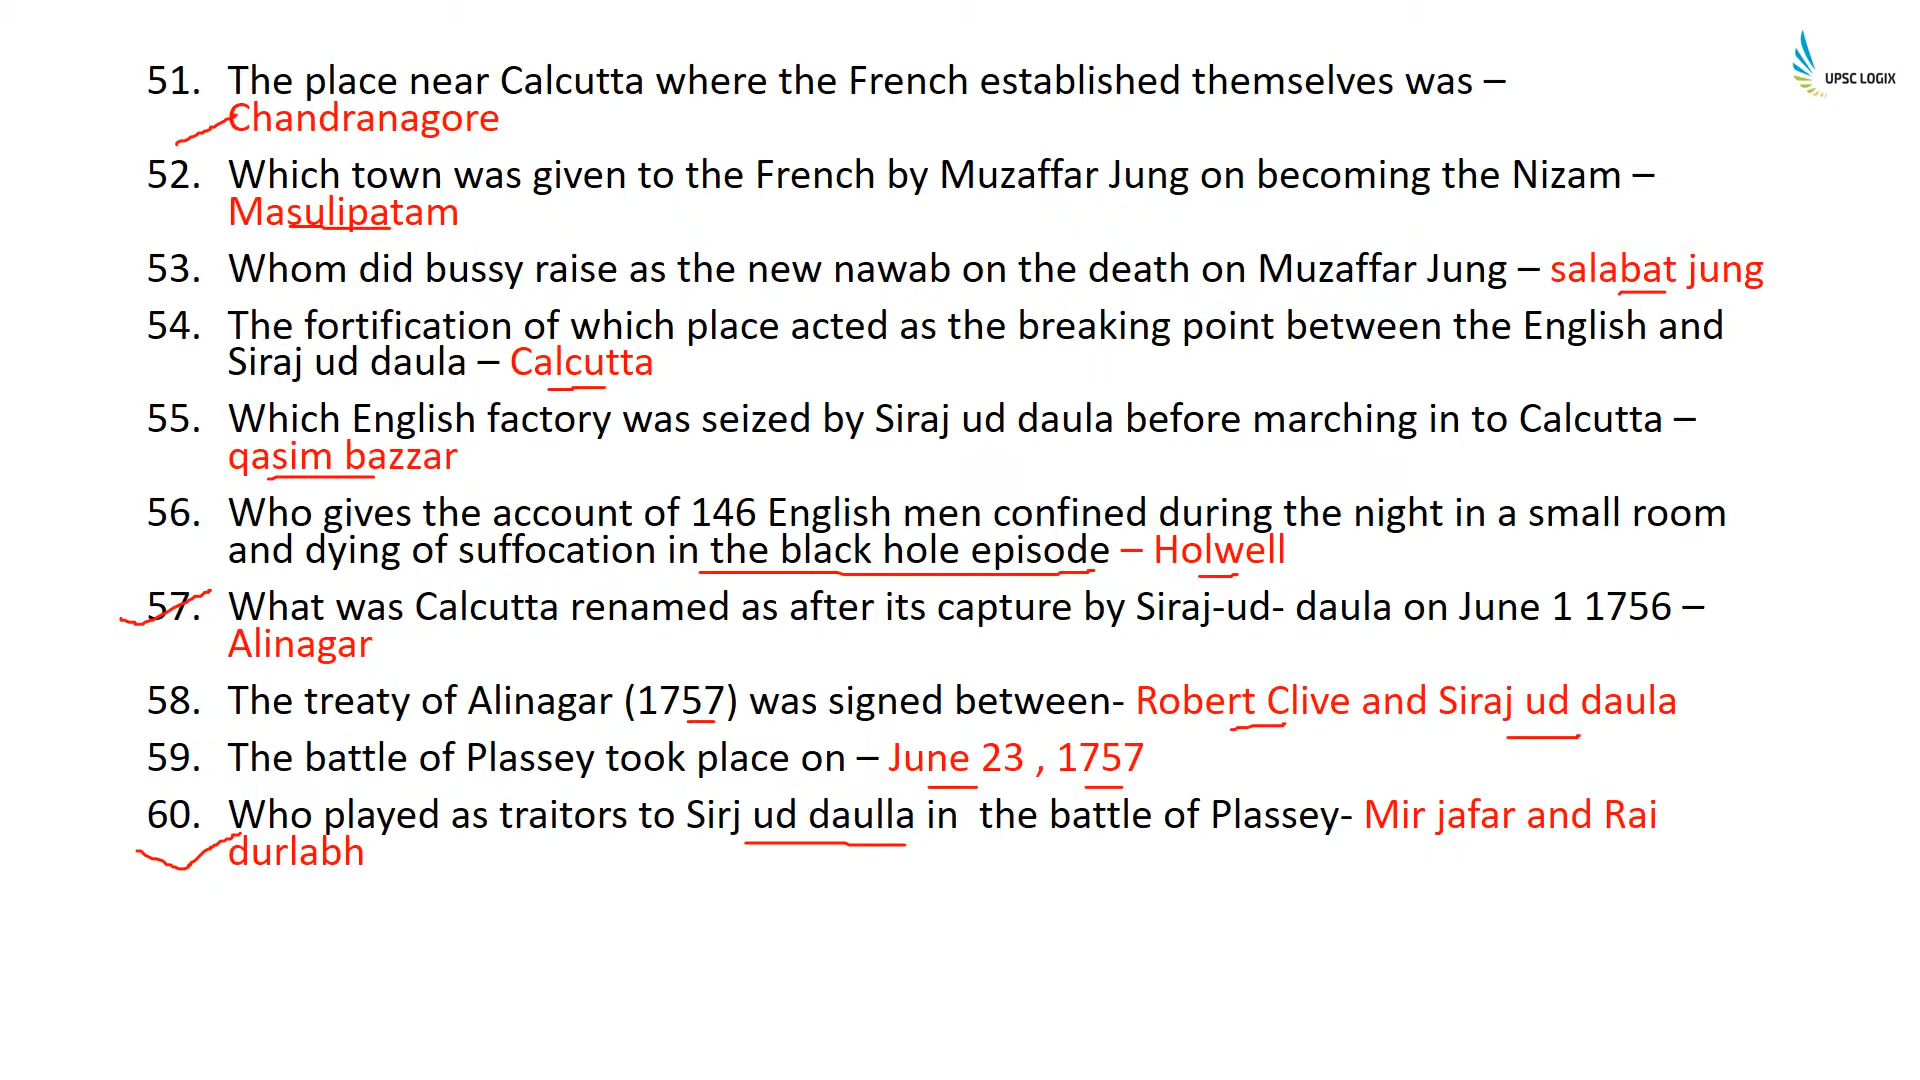 UPSC LOGIX
51. The place near Calcutta where the French established themselves was –
Chandranagore
52. Which town was given to the French by Muzaffar Jung on becoming the Nizam –
Masulipatam
53. Whom did bussy raise as the new nawab on the death on Muzaffar Jung – salabat jung
54. The fortification of which place acted as the breaking point between the English and
Siraj ud daula – Calcutta
55. Which English factory was seized by Siraj ud daula before marching in to Calcutta –
qasim bazzar
56. Who gives the account of 146 English men confined during the night in a small room
and dying of suffocation in the black hole episode – Holwell
57. What was Calcutta renamed as after its capture by Siraj-ud- daula on June 1 1756 –
Alinagar
58. The treaty of Alinagar (1757) was signed between- Robert Clive and Siraj ud daula
59. The battle of Plassey took place on – June 23 , 1757
60. Who played as traitors to Sirj ud daulla in  the battle of Plassey- Mir jafar and Rai
durlabh